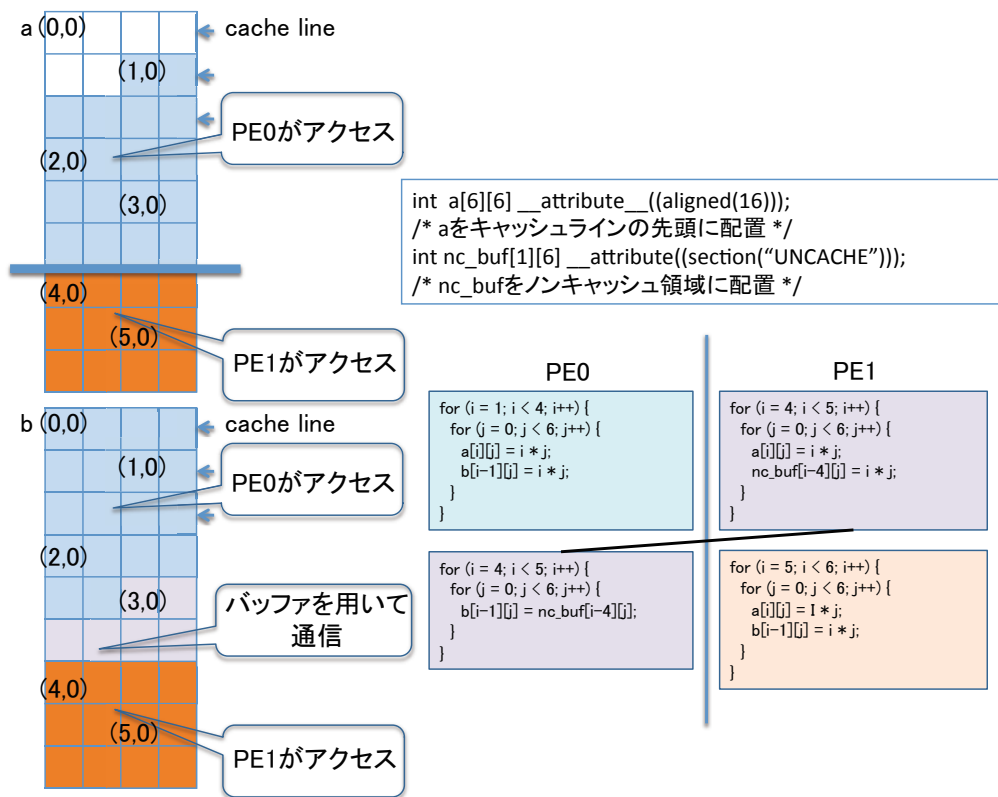 a (0,0)
cache line
(1,0)
PE0がアクセス
(2,0)
(3,0)
(4,0)
(5,0)
PE1がアクセス
int a[6][6] __attribute__((aligned(16)));
/* aをキャッシュラインの先頭に配置 */
int nc_buf[1][6] __attribute((section(“UNCACHE”)));
/* nc_bufをノンキャッシュ領域に配置 */
b (0,0)
cache line
(1,0)
PE0がアクセス
(2,0)
(3,0)
バッファを用いて
通信
(4,0)
(5,0)
PE1がアクセス
PE0
for (i = 1; i < 4; i++) {
for (j = 0; j < 6; j++) {
a[i][j] = i * j;
b[i-1][j] = i * j;
}
}
for (i = 4; i < 5; i++) {
for (j = 0; j < 6; j++) {
b[i-1][j] = nc_buf[i-4][j];
}
}
PE1
for (i = 4; i < 5; i++) {
for (j = 0; j < 6; j++) {
a[i][j] = i * j;
nc_buf[i-4][j] = i * j;
}
}
for (i = 5; i < 6; i++) {
for (j = 0; j < 6; j++) {
a[i][j] = I * j;
b[i-1][j] = i * j;
}
}